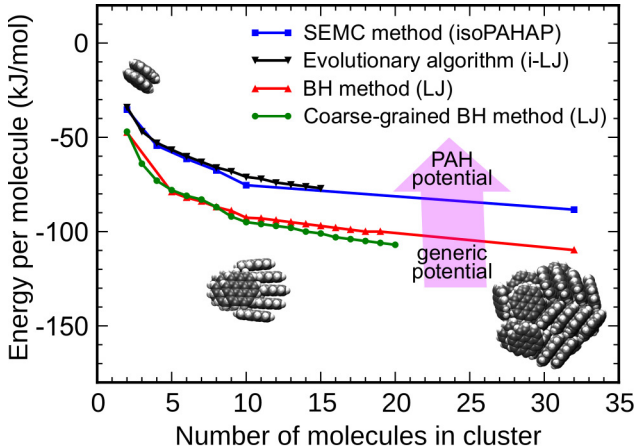 SEMC method (isoPAHAP)
Evolutionary algorithm (i-LJ)
BH method (LJ)
Coarse-grained BH method (LJ)
Energy per molecule (kJ/mol)
0
-50
-100
-150
PAH
potential
generic
potential
0 5 10 15 20 25 30 35
Number of molecules in cluster